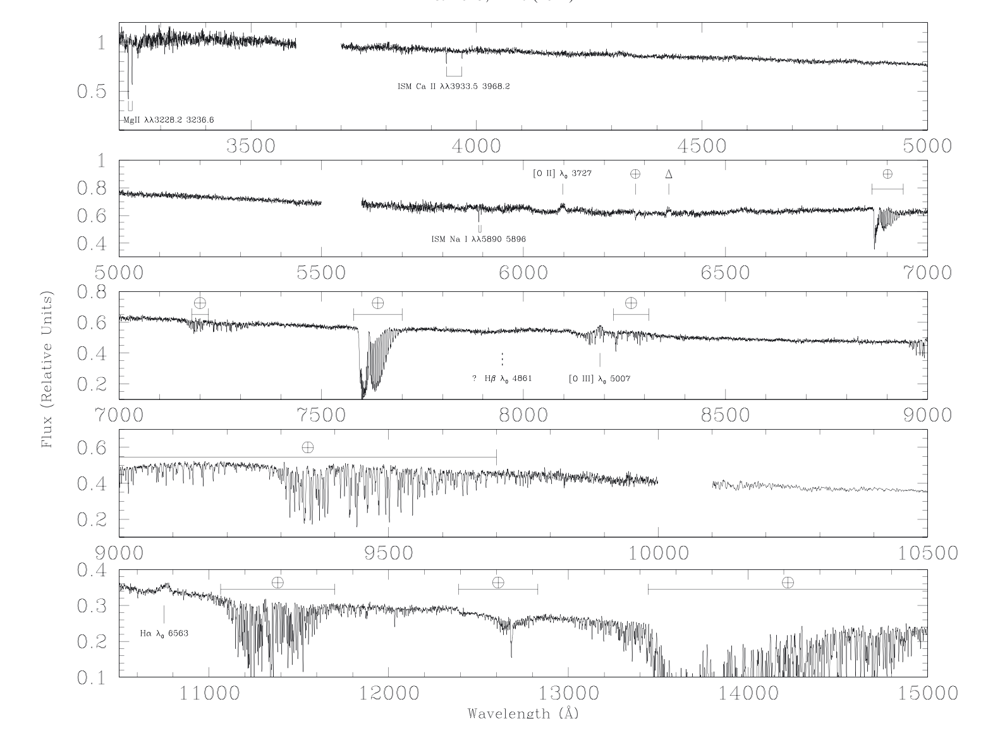 1
0.5
ISM Ca II λλ3933.5 3968.2
MgII λλ3228.2 3236.6
3500 4000 4500 5000
1
0.8
0.6
0.4
[O II] λ₀ 3727 ⊕ Δ ⊕
ISM Na I λλ5890 5896
5000 5500 6000 6500 7000
Flux (Relative Units)
0.8
0.6
0.4
0.2
⊕ ⊕ ⊕
? Hβ λ₀ 4861 [O III] λ₀ 5007
7000 7500 8000 8500 9000
0.6
0.4
0.2
⊕
9000 9500 10000 10500
0.4
0.3
0.2
0.1
⊕ ⊕ ⊕
Hα λ₀ 6563
11000 12000 13000 14000 15000
Wavelength (Å)